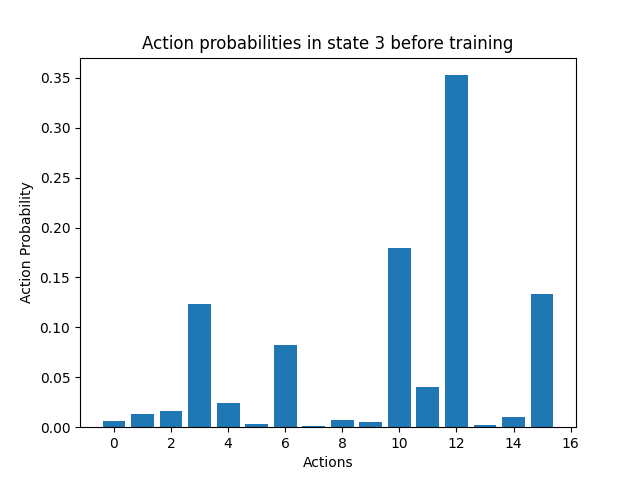 Action probabilities in state 3 before training
0.35
0.30
0.25
0.20
0.15
0.10
0.05
0.00
Action Probability
0 2 4 6 8 10 12 14 16
Actions